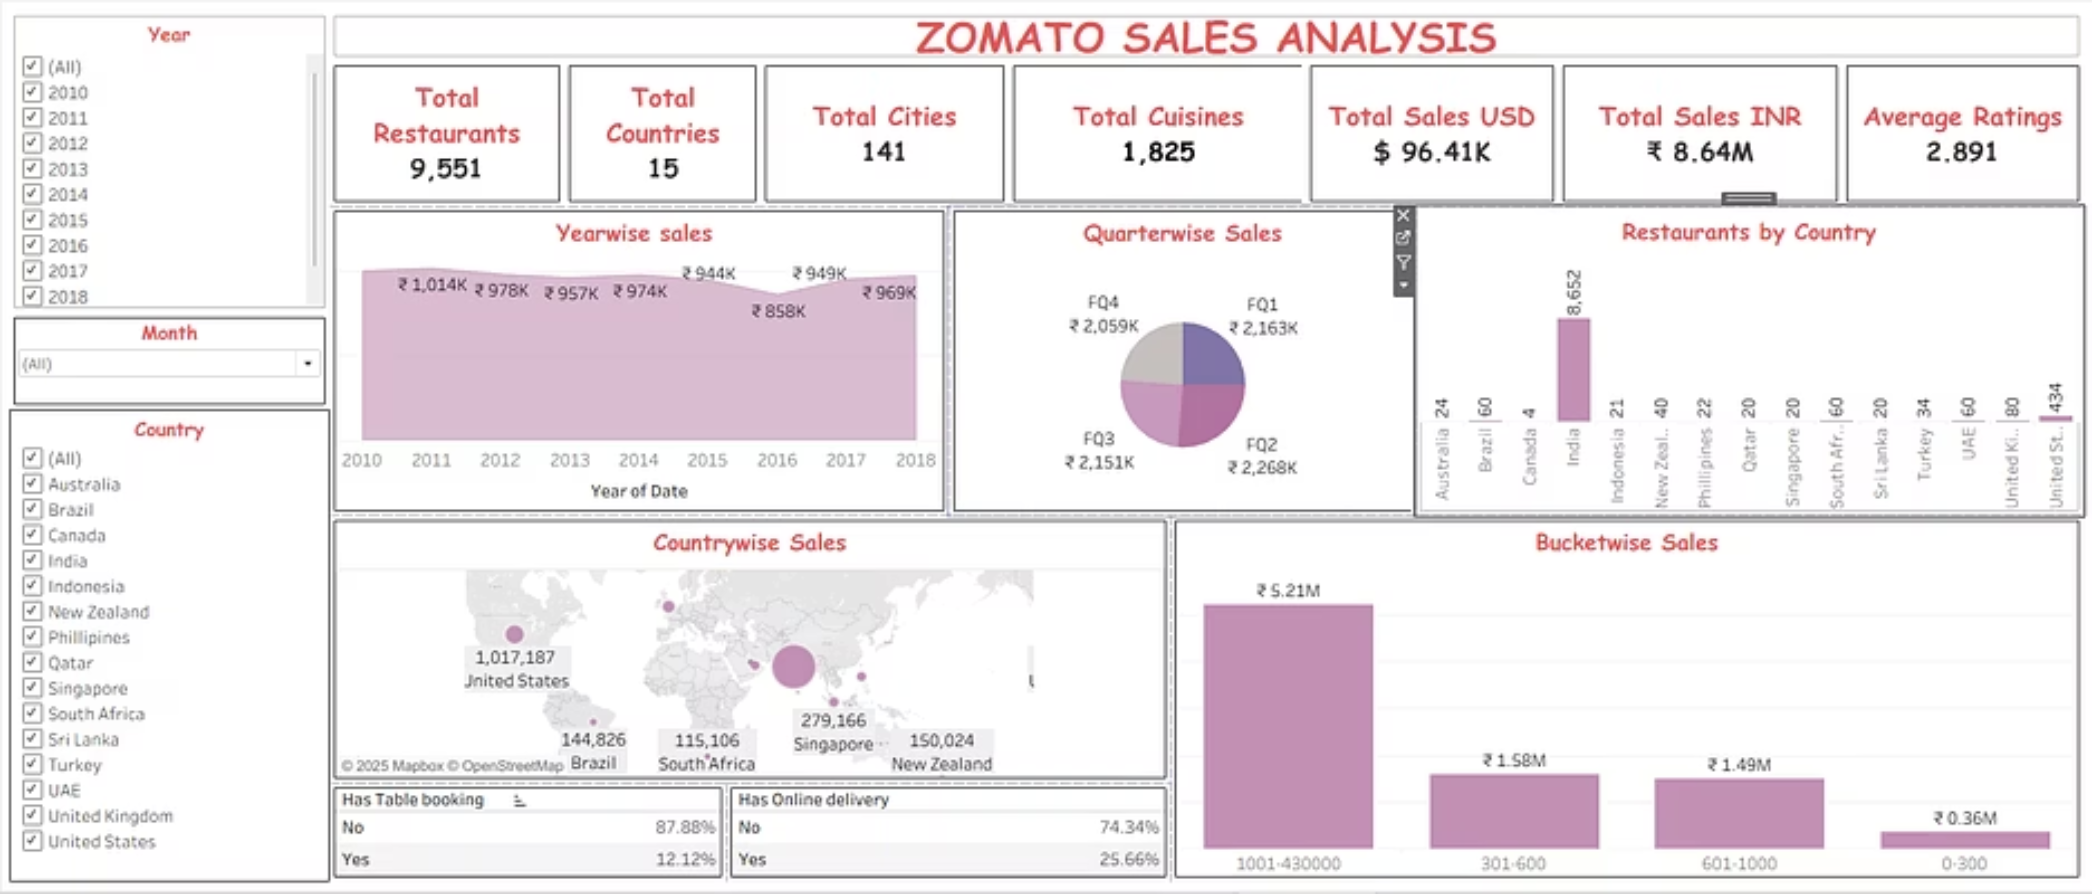 ZOMATO SALES ANALYSIS
Year
(All)
2010
2011
2012
2013
2014
2015
2016
2017
2018
Month
(All)
Country
(All)
Australia
Brazil
Canada
India
Indonesia
New Zealand
Phillipines
Qatar
Singapore
South Africa
Sri Lanka
Turkey
UAE
United Kingdom
United States
Total
Restaurants
9,551
Total
Countries
15
Total Cities
141
Total Cuisines
1,825
Total Sales USD
$ 96.41K
Total Sales INR
₹ 8.64M
Average Ratings
2.891
Yearwise sales
₹ 1,014K
₹ 978K
₹ 957K
₹ 974K
₹ 944K
₹ 858K
₹ 949K
₹ 969K
2010 2011 2012 2013 2014 2015 2016 2017 2018
Year of Date
Quarterwise Sales
FQ4
₹ 2,059K
FQ1
₹ 2,163K
FQ3
₹ 2,151K
FQ2
₹ 2,268K
Restaurants by Country
24 60 4 8,652 21 40 22 20 20 60 20 34 60 80 434
Australia
Brazil
Canada
India
Indonesia
New Zeal..
Phillipines
Qatar
Singapore
South Afr..
Sri Lanka
Turkey
UAE
United Ki..
United St..
Countrywise Sales
1,017,187
United States
144,826
Brazil
115,106
South Africa
279,166
Singapore
150,024
New Zealand
© 2025 Mapbox © OpenStreetMap
Bucketwise Sales
₹ 5.21M
₹ 1.58M
₹ 1.49M
₹ 0.36M
1001-430000 301-600 601-1000 0-300
Has Table booking
No 87.88%
Yes 12.12%
Has Online delivery
No 74.34%
Yes 25.66%